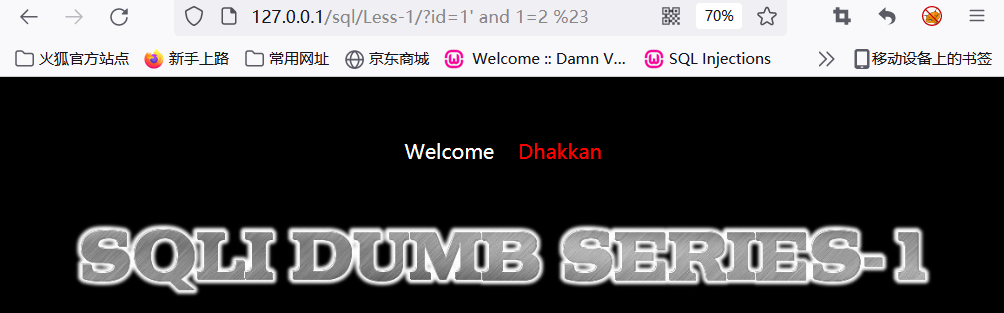 127.0.0.1/sql/Less-1/?id=1' and 1=2 %23
70%
火狐官方站点 新手上路 常用网址 京东商城 Welcome :: Damn V... SQL Injections 移动设备上的书签
Welcome Dhakkan
SQLI DUMB SERIES-1